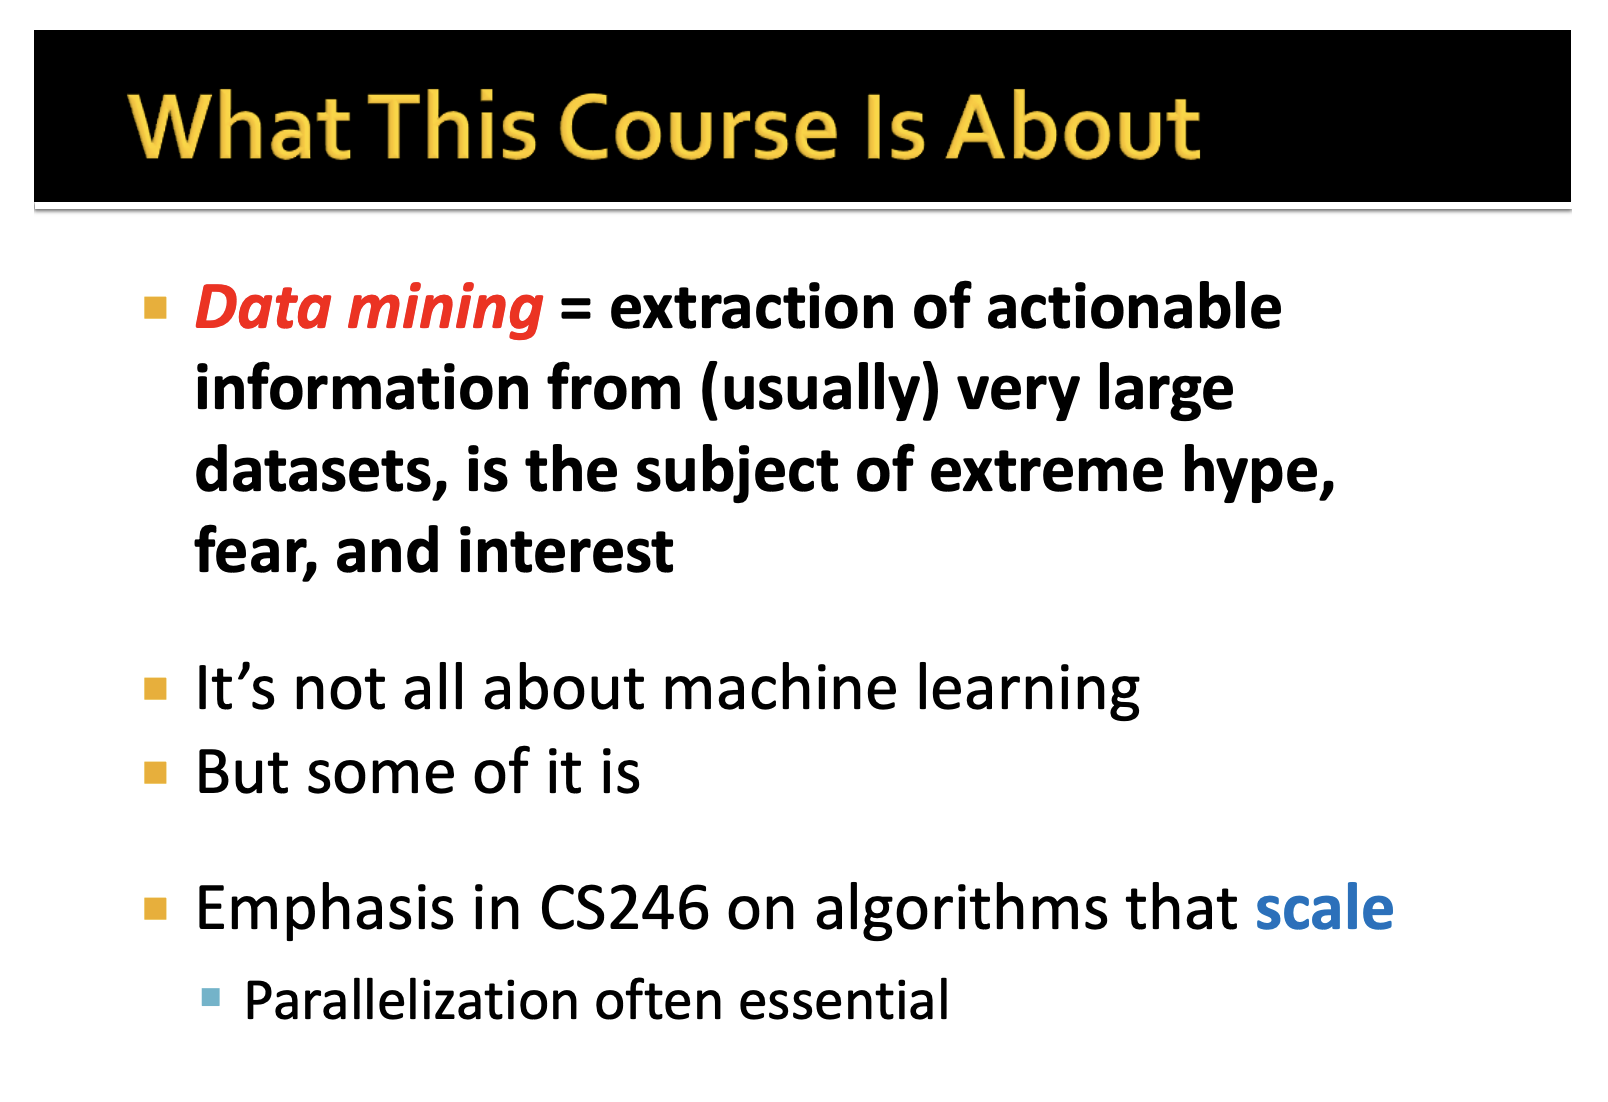 What This Course Is About
Data mining = extraction of actionable
information from (usually) very large
datasets, is the subject of extreme hype,
fear, and interest
It’s not all about machine learning
But some of it is
Emphasis in CS246 on algorithms that scale
Parallelization often essential